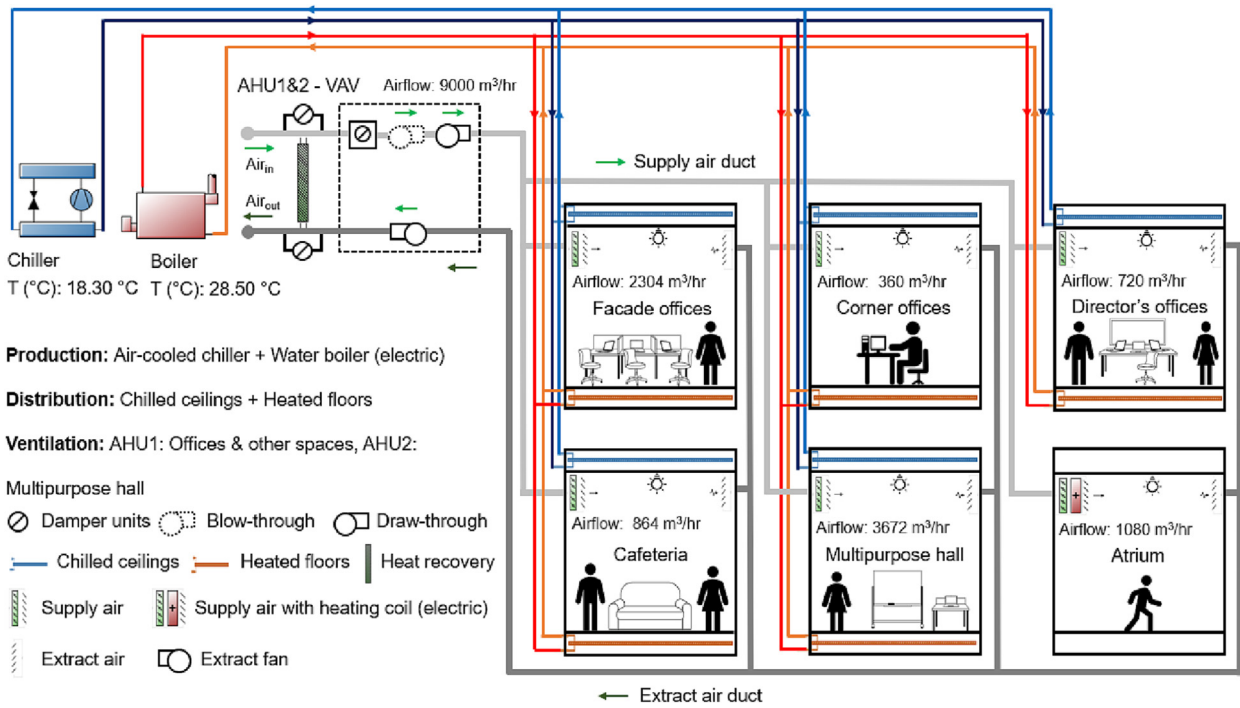 AHU1&2 - VAV
Airflow: 9000 m³/hr
Air_in
Air_out
Supply air duct
Chiller
T (°C): 18.30 °C
Boiler
T (°C): 28.50 °C
Airflow: 2304 m³/hr
Facade offices
Airflow: 360 m³/hr
Corner offices
Airflow: 720 m³/hr
Director's offices
Production: Air-cooled chiller + Water boiler (electric)
Distribution: Chilled ceilings + Heated floors
Ventilation: AHU1: Offices & other spaces, AHU2:
Multipurpose hall
Damper units
Blow-through
Draw-through
Chilled ceilings
Heated floors
Heat recovery
Supply air
+
Supply air with heating coil (electric)
Extract air
Extract fan
Airflow: 864 m³/hr
Cafeteria
Airflow: 3672 m³/hr
Multipurpose hall
+
Airflow: 1080 m³/hr
Atrium
Extract air duct